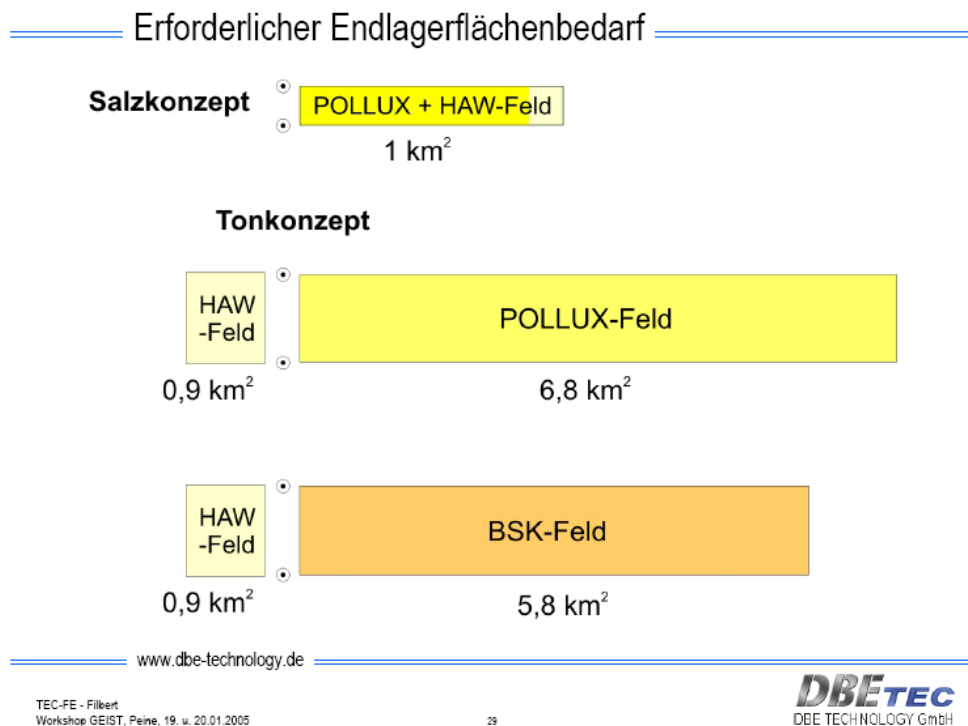 Erforderlicher Endlagerflächenbedarf
Salzkonzept
POLLUX + HAW-Feld
1 km²
Tonkonzept
HAW
-Feld
POLLUX-Feld
0,9 km²
6,8 km²
HAW
-Feld
BSK-Feld
0,9 km²
5,8 km²
www.dbe-technology.de
TEC-FE - Filbert
Workshop GEIST, Peine, 19. u. 20.01.2005
29
DBETEC
DBE TECHNOLOGY GmbH